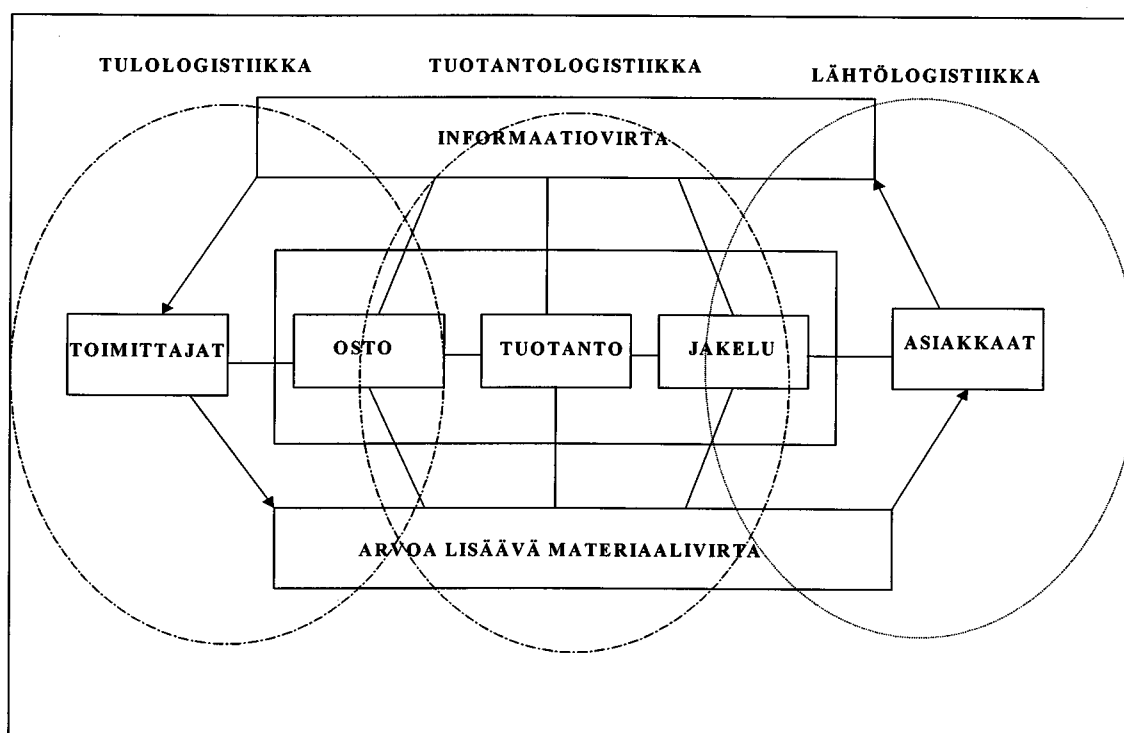 TULOLOGISTIIKKA
TUOTANTOLOGISTIIKKA
LÄHTÖLOGISTIIKKA
INFORMAATIOVIRTA
TOIMITTAJAT
OSTO
TUOTANTO
JAKELU
ASIAKKAAT
ARVOA LISÄÄVÄ MATERIAALIVIRTA